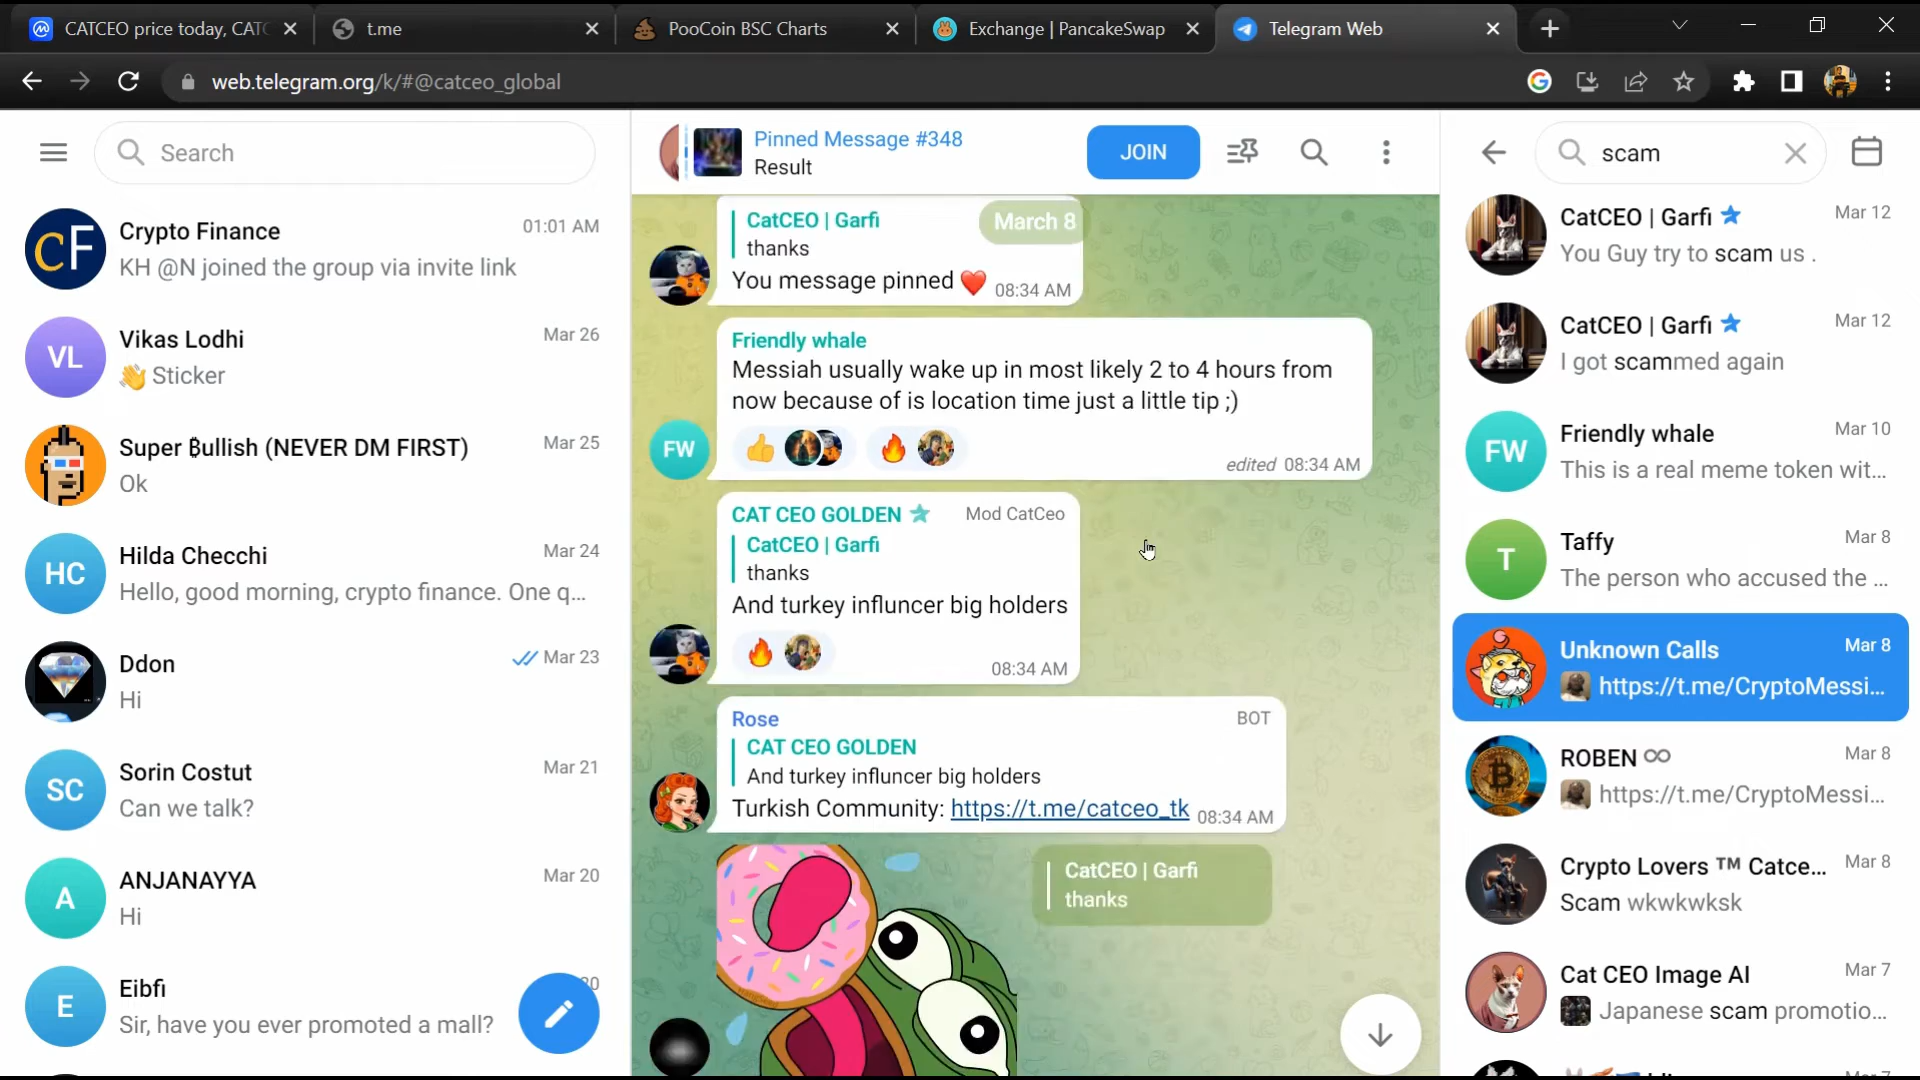 CATCEO price today, CATC
t.me
PooCoin BSC Charts
Exchange | PancakeSwap
Telegram Web
web.telegram.org/k/#@catceo_global
Search
CF
Crypto Finance
01:01 AM
KH @N joined the group via invite link
VL
Vikas Lodhi
Mar 26
👋 Sticker
Super ₿ullish (NEVER DM FIRST)
Mar 25
Ok
HC
Hilda Checchi
Mar 24
Hello, good morning, crypto finance. One q...
Ddon
Mar 23
Hi
SC
Sorin Costut
Mar 21
Can we talk?
A
ANJANAYYA
Mar 20
Hi
E
Eibfi
Sir, have you ever promoted a mall?
Pinned Message #348
Result
JOIN
March 8
CatCEO | Garfi
thanks
You message pinned ❤️ 08:34 AM
Friendly whale
Messiah usually wake up in most likely 2 to 4 hours from
now because of is location time just a little tip ;)
FW
edited 08:34 AM
CAT CEO GOLDEN
Mod CatCeo
CatCEO | Garfi
thanks
And turkey influncer big holders
08:34 AM
Rose
BOT
CAT CEO GOLDEN
And turkey influncer big holders
Turkish Community: https://t.me/catceo_tk 08:34 AM
CatCEO | Garfi
thanks
scam
CatCEO | Garfi
Mar 12
You Guy try to scam us .
CatCEO | Garfi
Mar 12
I got scammed again
FW
Friendly whale
Mar 10
This is a real meme token wit...
T
Taffy
Mar 8
The person who accused the ...
Unknown Calls
Mar 8
https://t.me/CryptoMessi...
ROBEN ♾
Mar 8
https://t.me/CryptoMessi...
Crypto Lovers ™ Catce...
Mar 8
Scam wkwkwksk
Cat CEO Image AI
Mar 7
Japanese scam promotio...